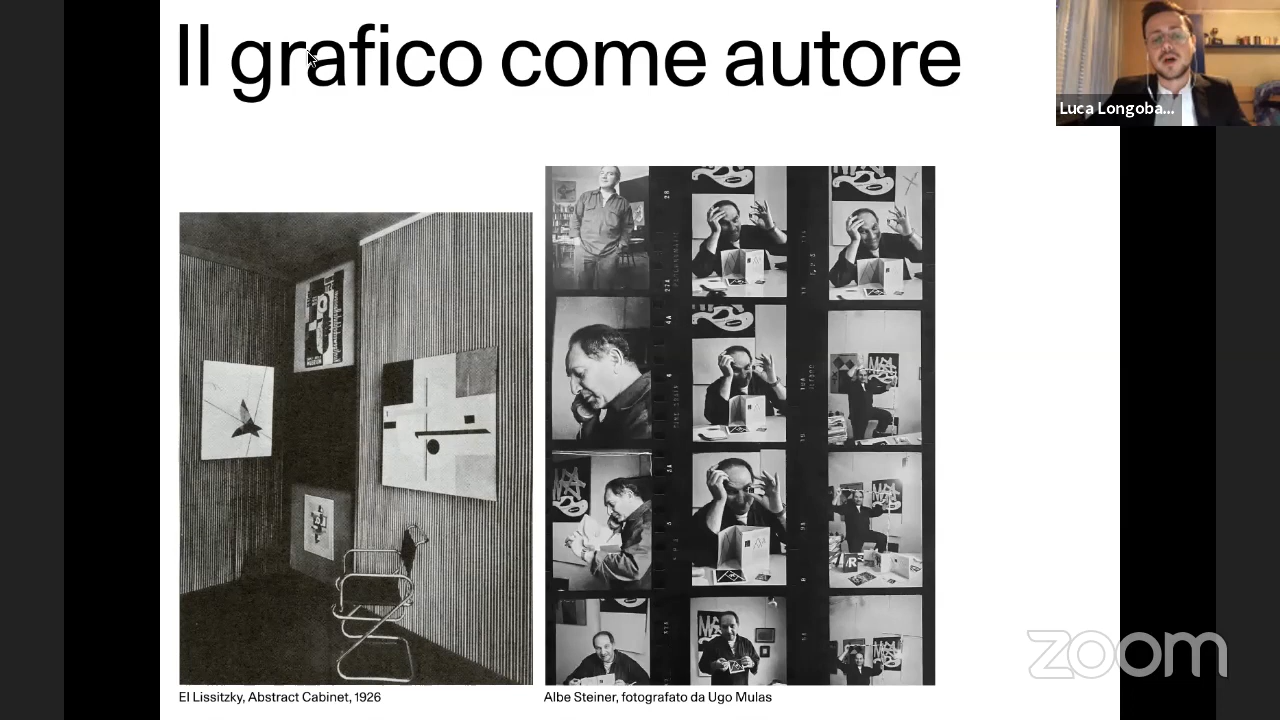 Il grafico come autore
Luca Longoba...
El Lissitzky, Abstract Cabinet, 1926
Albe Steiner, fotografato da Ugo Mulas
zoom